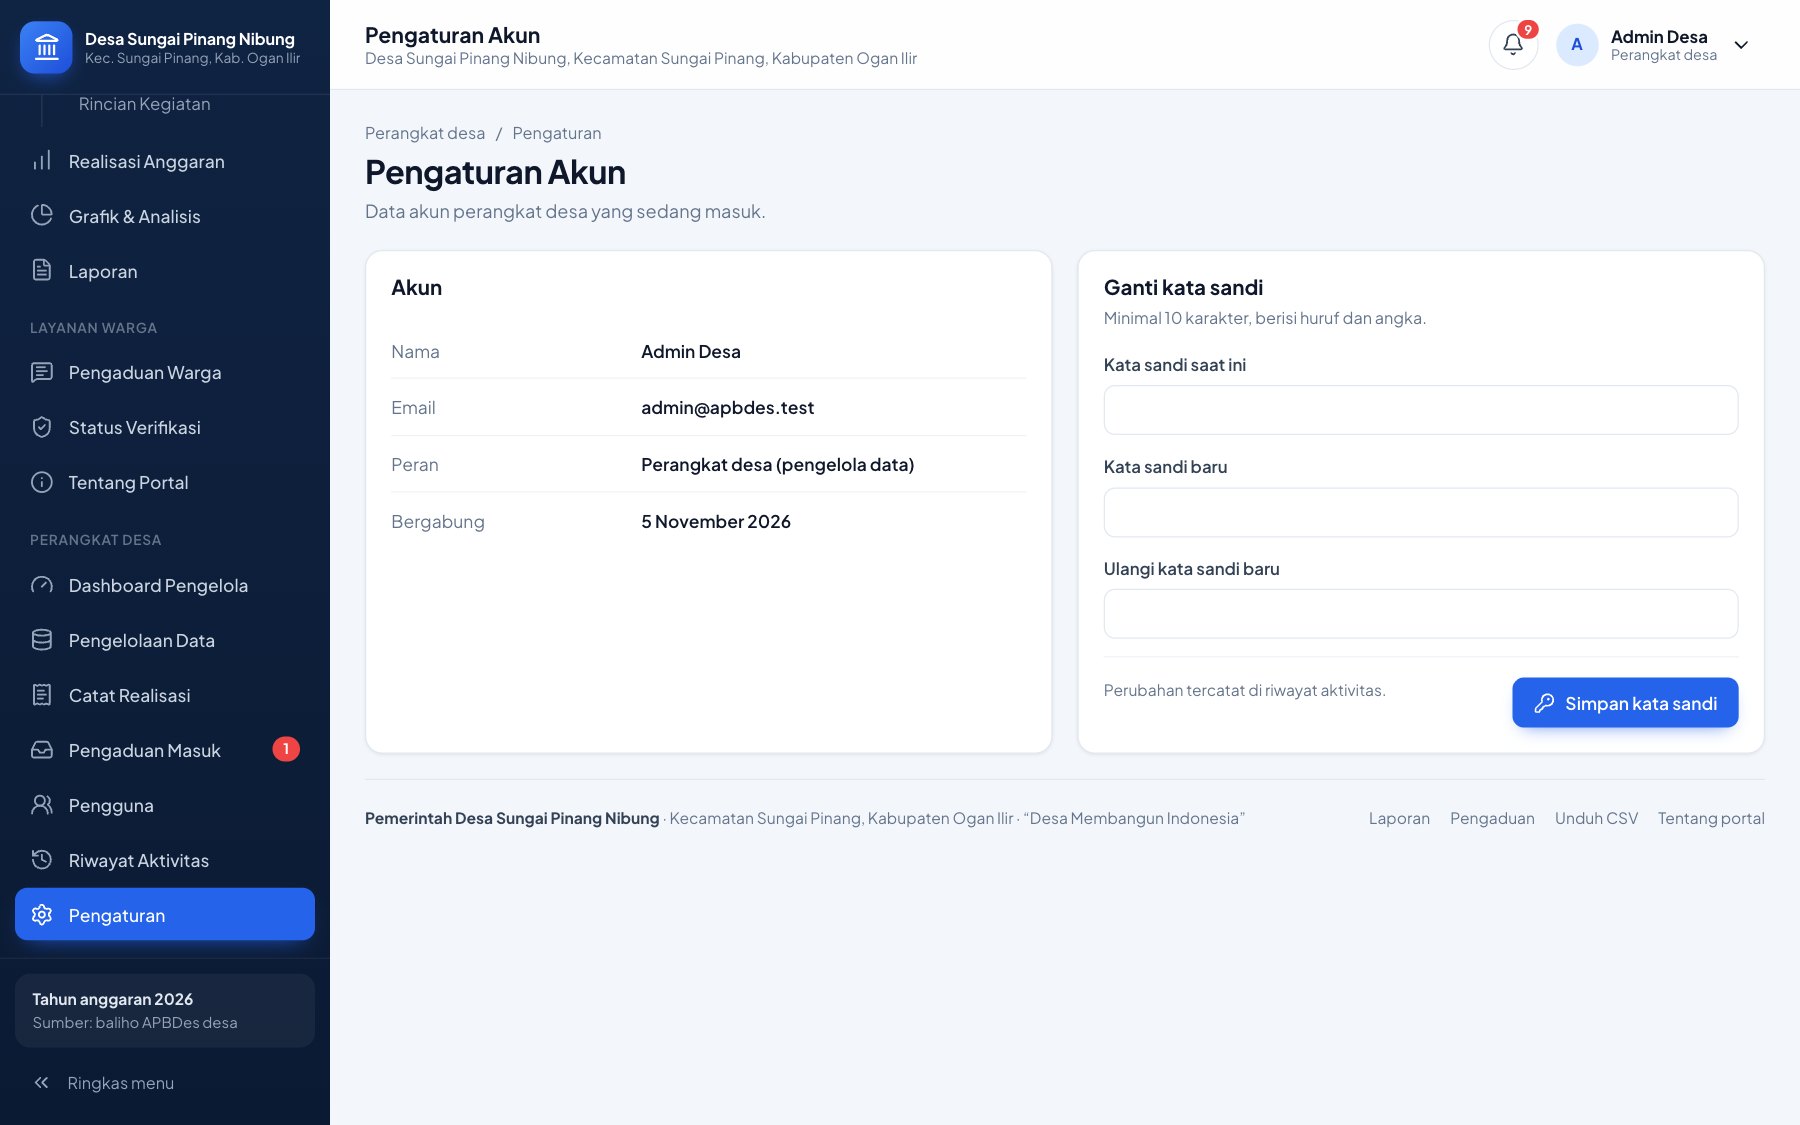 Desa Sungai Pinang Nibung
Kec. Sungai Pinang, Kab. Ogan Ilir
Rincian Kegiatan
Realisasi Anggaran
Grafik & Analisis
Laporan
LAYANAN WARGA
Pengaduan Warga
Status Verifikasi
Tentang Portal
PERANGKAT DESA
Dashboard Pengelola
Pengelolaan Data
Catat Realisasi
Pengaduan Masuk 1
Pengguna
Riwayat Aktivitas
Pengaturan
Tahun anggaran 2026
Sumber: baliho APBDes desa
Ringkas menu
Pengaturan Akun
Desa Sungai Pinang Nibung, Kecamatan Sungai Pinang, Kabupaten Ogan Ilir
9
A
Admin Desa
Perangkat desa
Perangkat desa / Pengaturan
Pengaturan Akun
Data akun perangkat desa yang sedang masuk.
Akun
Nama Admin Desa
Email admin@apbdes.test
Peran Perangkat desa (pengelola data)
Bergabung 5 November 2026
Ganti kata sandi
Minimal 10 karakter, berisi huruf dan angka.
Kata sandi saat ini
Kata sandi baru
Ulangi kata sandi baru
Perubahan tercatat di riwayat aktivitas.
Simpan kata sandi
Pemerintah Desa Sungai Pinang Nibung · Kecamatan Sungai Pinang, Kabupaten Ogan Ilir · “Desa Membangun Indonesia”
Laporan Pengaduan Unduh CSV Tentang portal